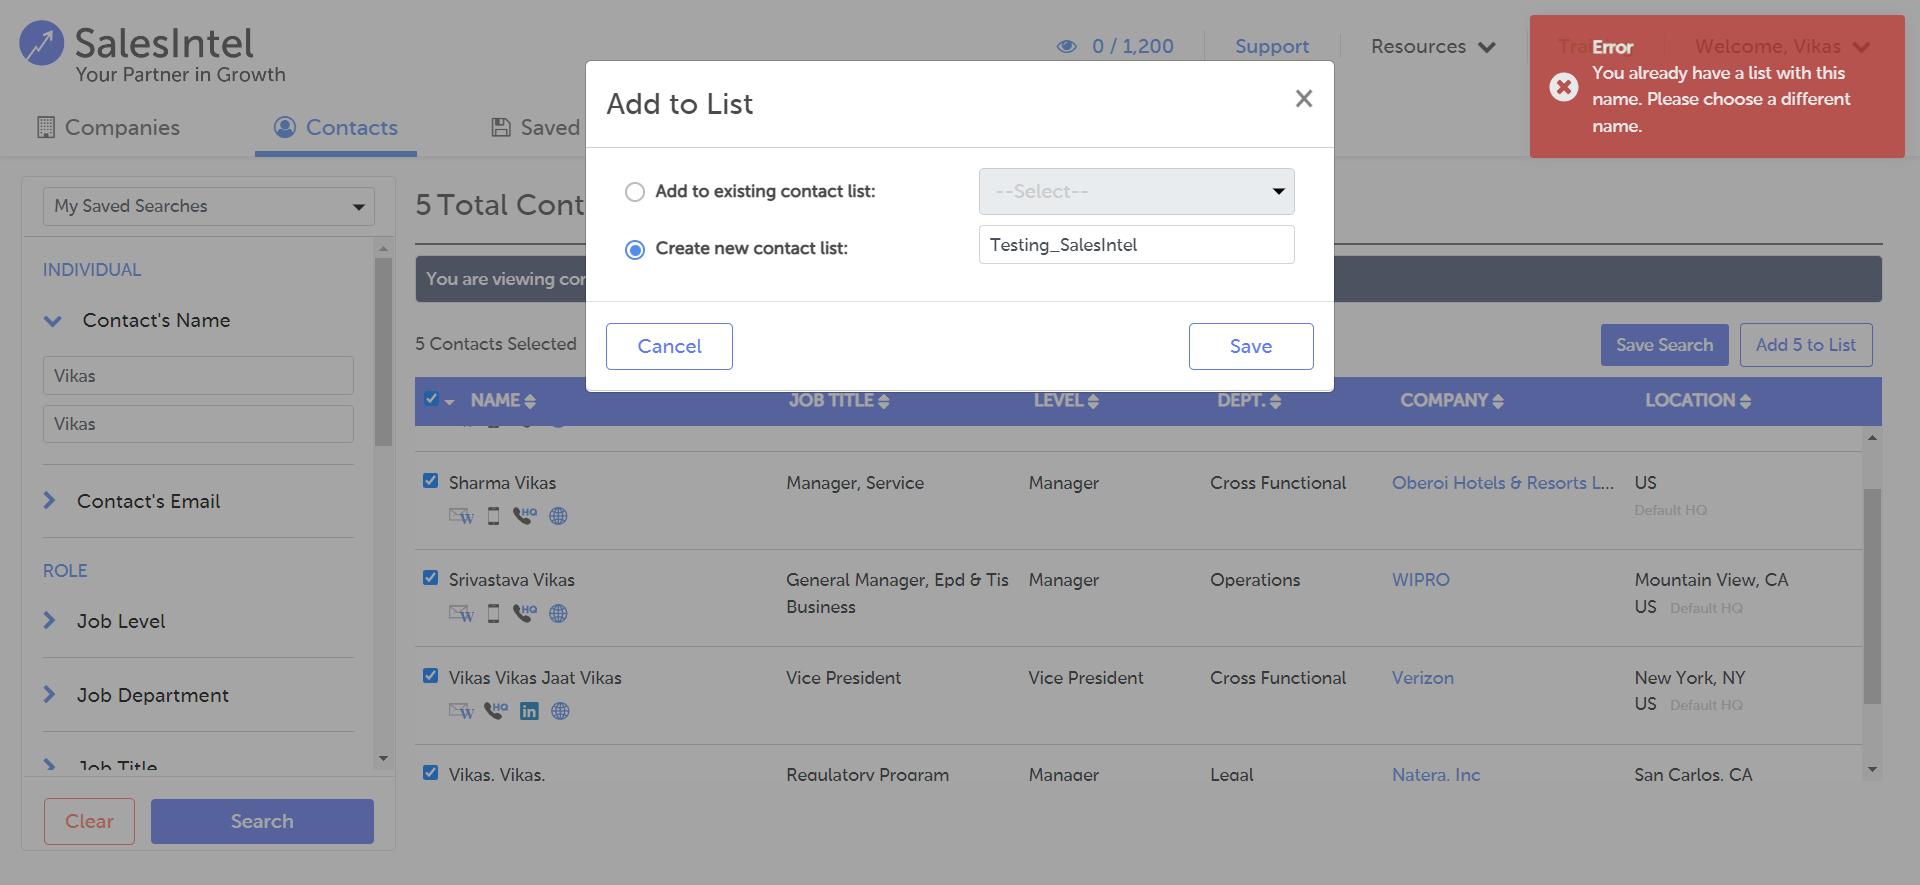 SalesIntel
Your Partner in Growth
0 / 1,200
Support
Resources
Welcome, Vikas
Error
You already have a list with this
name. Please choose a different
name.
Companies
Contacts
Saved
Add to List
Add to existing contact list:
--Select--
Create new contact list:
Testing_SalesIntel
Cancel
Save
My Saved Searches
INDIVIDUAL
Contact's Name
Vikas
Vikas
Contact's Email
ROLE
Job Level
Job Department
Job Title
Clear
Search
5 Total Cont
You are viewing con
5 Contacts Selected
Save Search
Add 5 to List
NAME JOB TITLE LEVEL DEPT. COMPANY LOCATION
Sharma Vikas Manager, Service Manager Cross Functional Oberoi Hotels & Resorts L... US
Default HQ
W HQ
Srivastava Vikas General Manager, Epd & Tis Manager Operations WIPRO Mountain View, CA
Business US Default HQ
W HQ
Vikas Vikas Jaat Vikas Vice President Vice President Cross Functional Verizon New York, NY
US Default HQ
W HQ in
Vikas, Vikas, Regulatory Program Manager Legal Natera, Inc San Carlos, CA